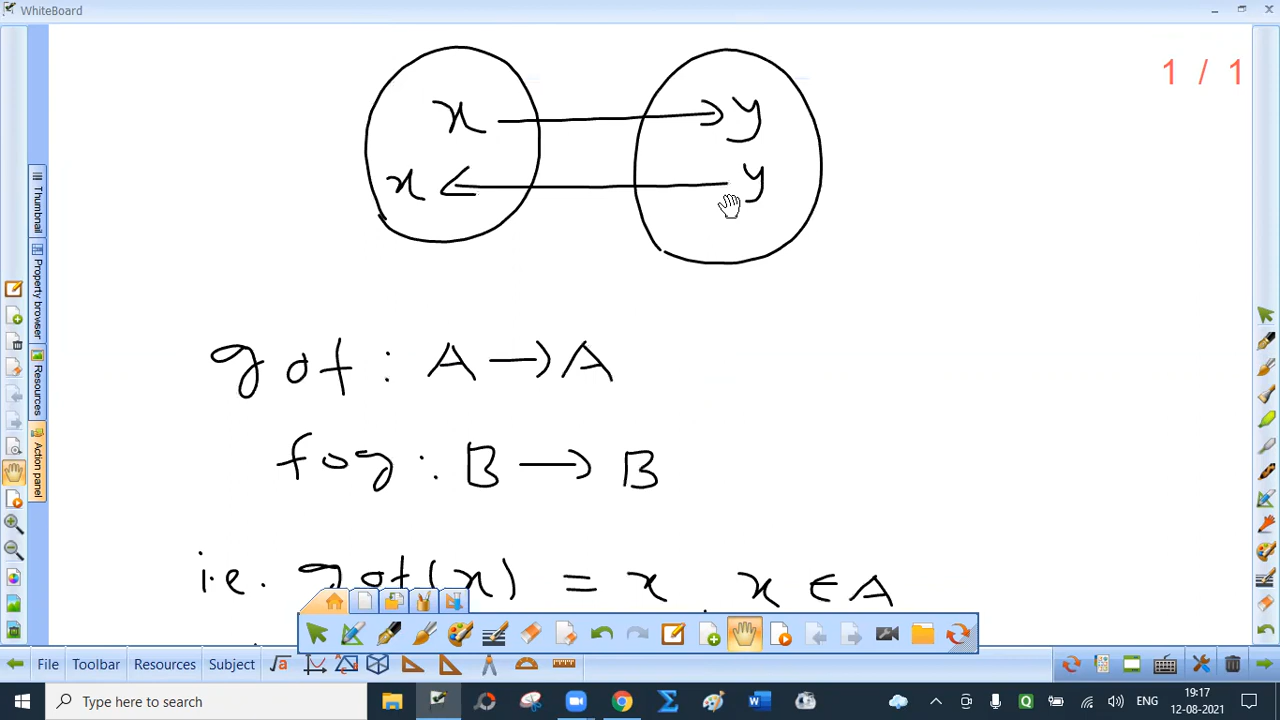 WhiteBoard
1 / 1
x → y
x ← y
gof : A → A
fog : B → B
i.e. gof(x) = x, x ∈ A
Thumbnail
Property browser
Resources
Action panel
File Toolbar Resources Subject
Type here to search
ENG
19:17
12-08-2021